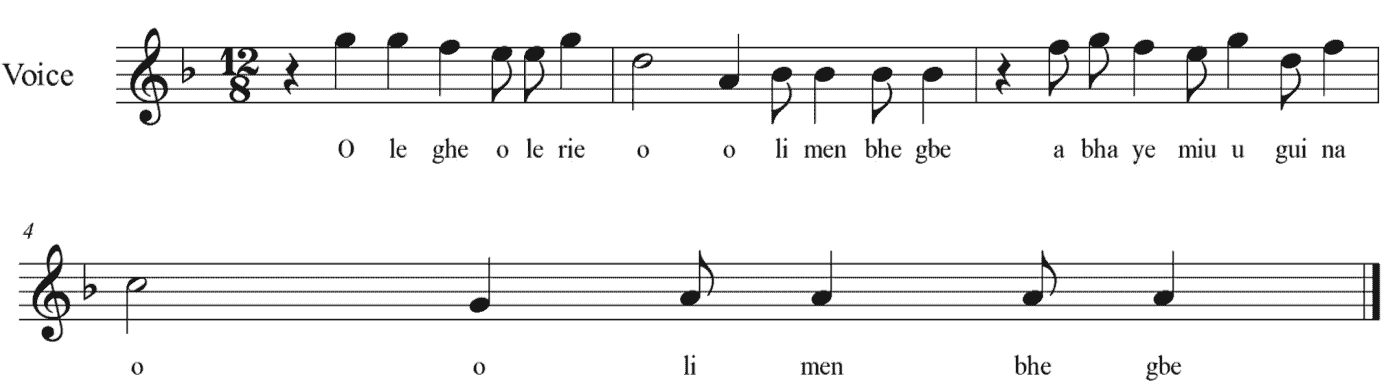 12
8
Voice
O le ghe o le rie o o li men bhe gbe a bha ye miu u gui na
4
o o li men bhe gbe